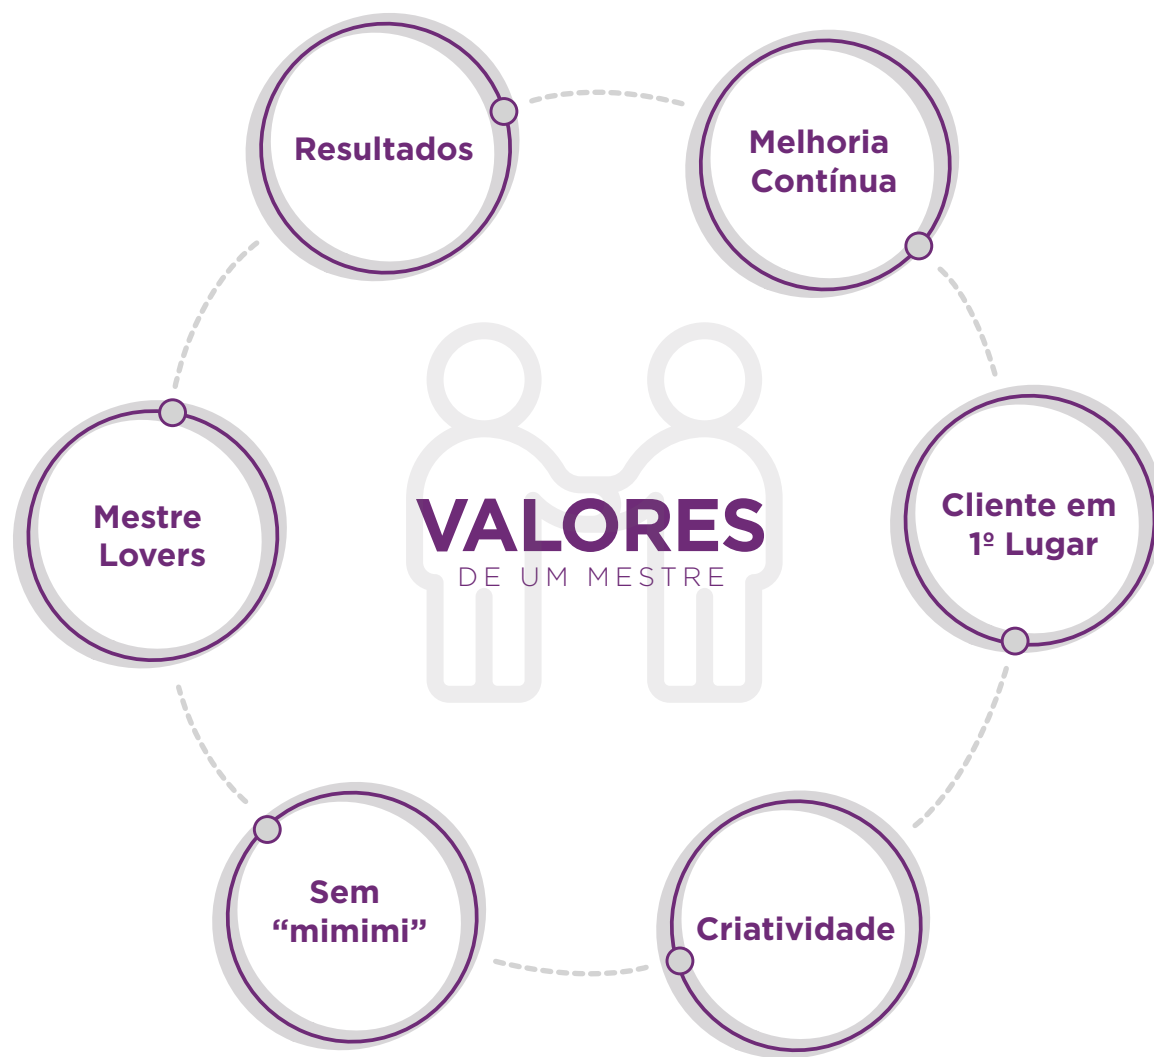 Resultados
Melhoria
Contínua
Mestre
Lovers
VALORES
DE UM MESTRE
Cliente em
1º Lugar
Sem
“mimimi”
Criatividade